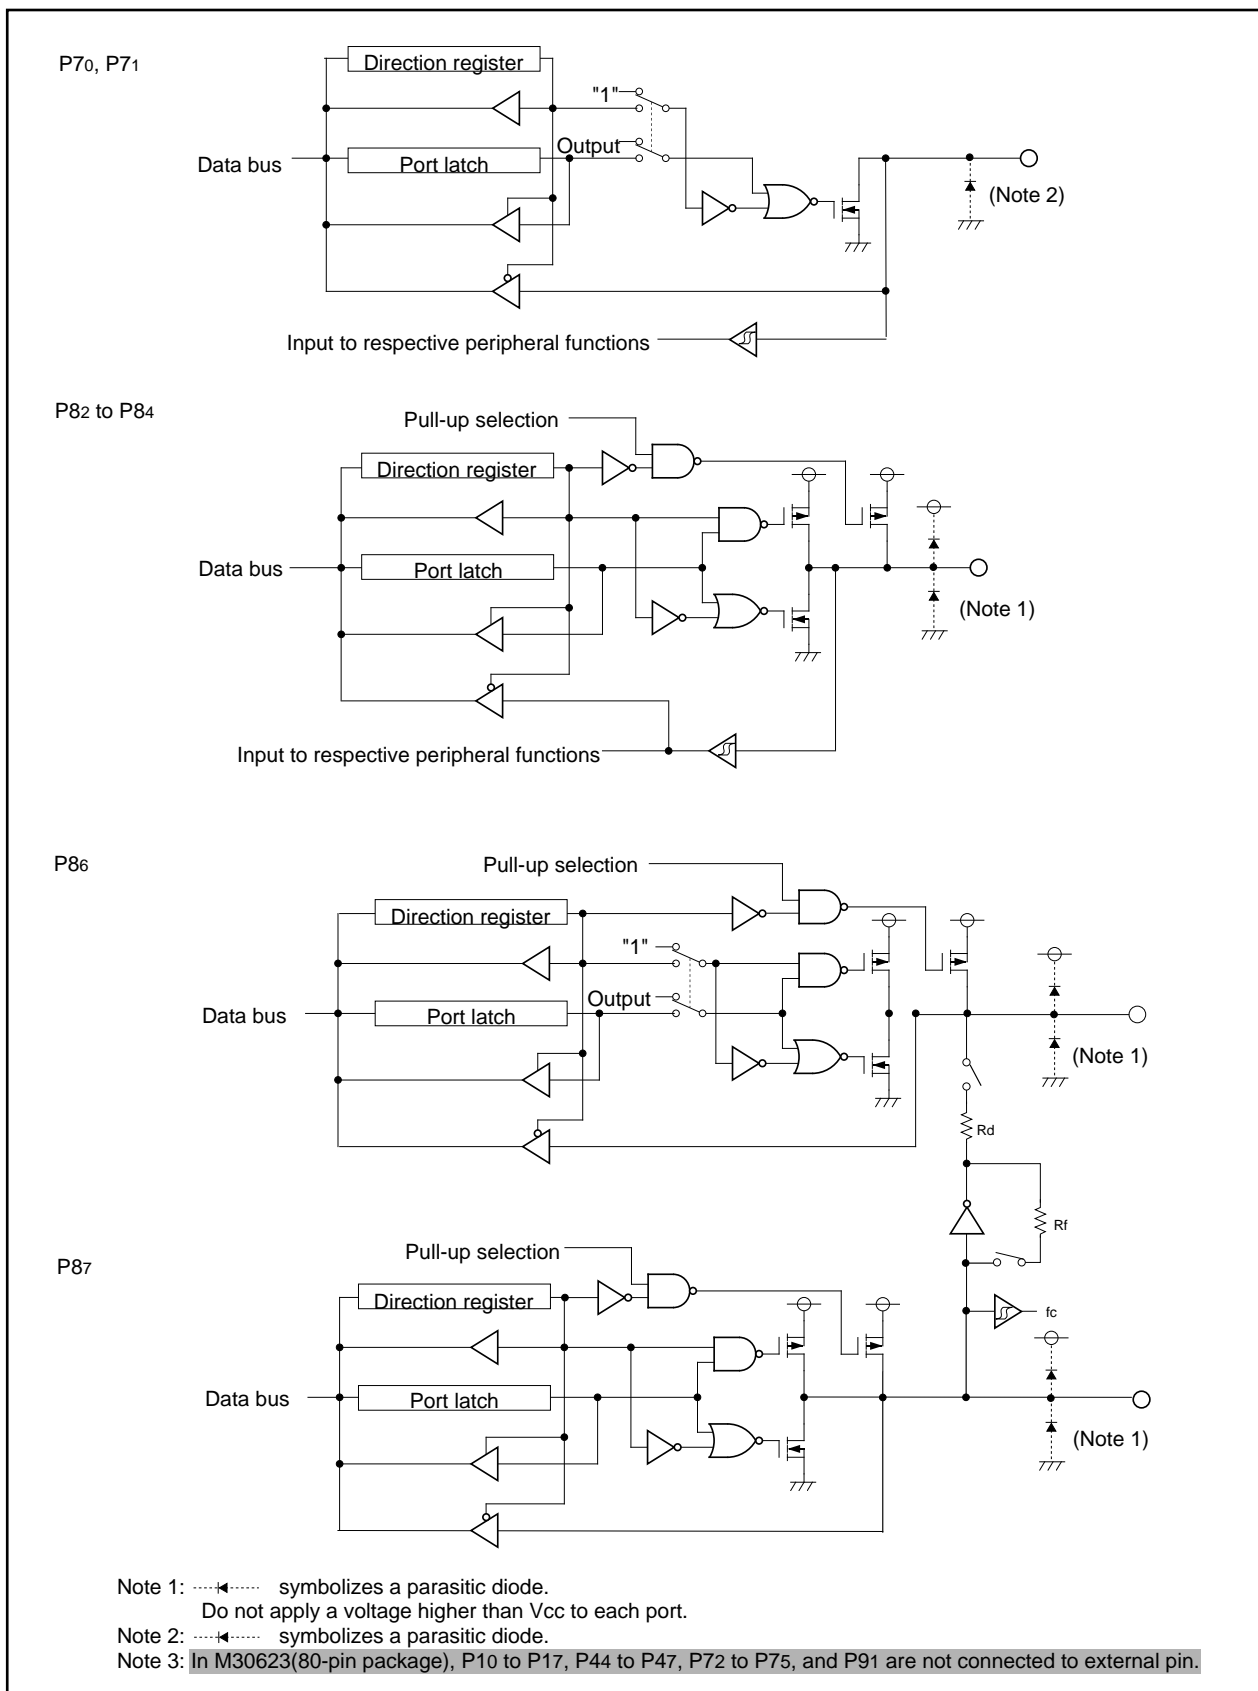 P70, P71
Direction register
"1"
Output
Data bus
Port latch
(Note 2)
Input to respective peripheral functions
P82 to P84
Pull-up selection
Direction register
Data bus
Port latch
(Note 1)
Input to respective peripheral functions
P86
Pull-up selection
Direction register
"1"
Output
Data bus
Port latch
(Note 1)
Rd
Rf
P87
Pull-up selection
Direction register
fc
Data bus
Port latch
(Note 1)
Note 1: symbolizes a parasitic diode.
Do not apply a voltage higher than Vcc to each port.
Note 2: symbolizes a parasitic diode.
Note 3: In M30623(80-pin package), P10 to P17, P44 to P47, P72 to P75, and P91 are not connected to external pin.